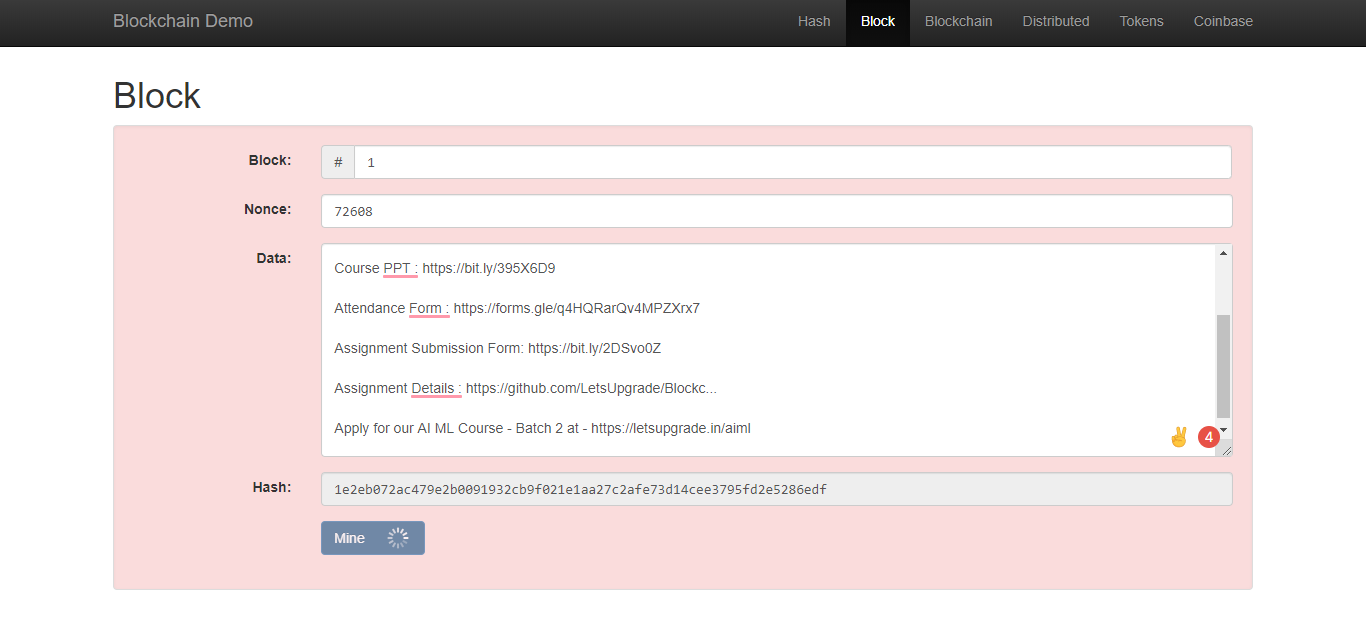 Blockchain Demo
Hash
Block
Blockchain
Distributed
Tokens
Coinbase
Block
Block:
# 1
Nonce:
72608
Data:
Course PPT : https://bit.ly/395X6D9
Attendance Form : https://forms.gle/q4HQRarQv4MPZXrx7
Assignment Submission Form: https://bit.ly/2DSvo0Z
Assignment Details : https://github.com/LetsUpgrade/Blockc...
Apply for our AI ML Course - Batch 2 at - https://letsupgrade.in/aiml
4
Hash:
1e2eb072ac479e2b0091932cb9f021e1aa27c2afe73d14cee3795fd2e5286edf
Mine